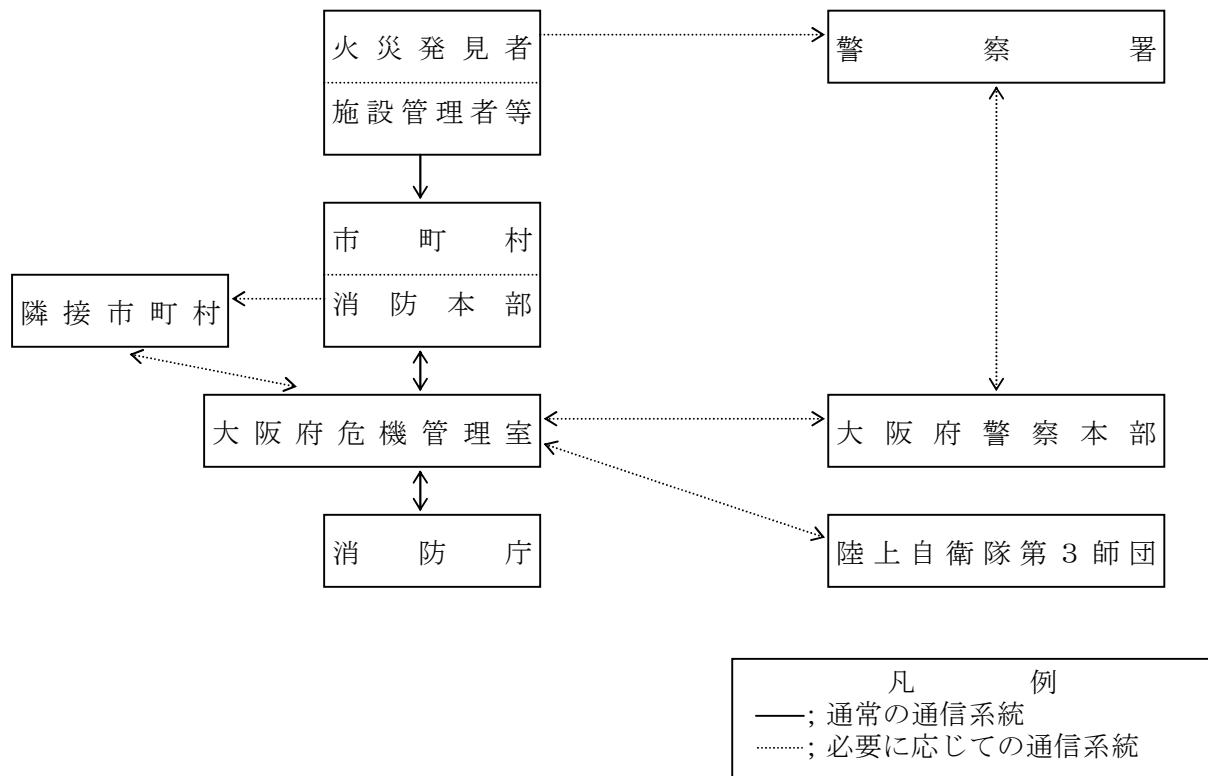 火災発見者
施設管理者等
警察署
市町村
消防本部
隣接市町村
大阪府危機管理室
大阪府警察本部
消防庁
陸上自衛隊第３師団
凡例
――; 通常の通信系統
………; 必要に応じての通信系統